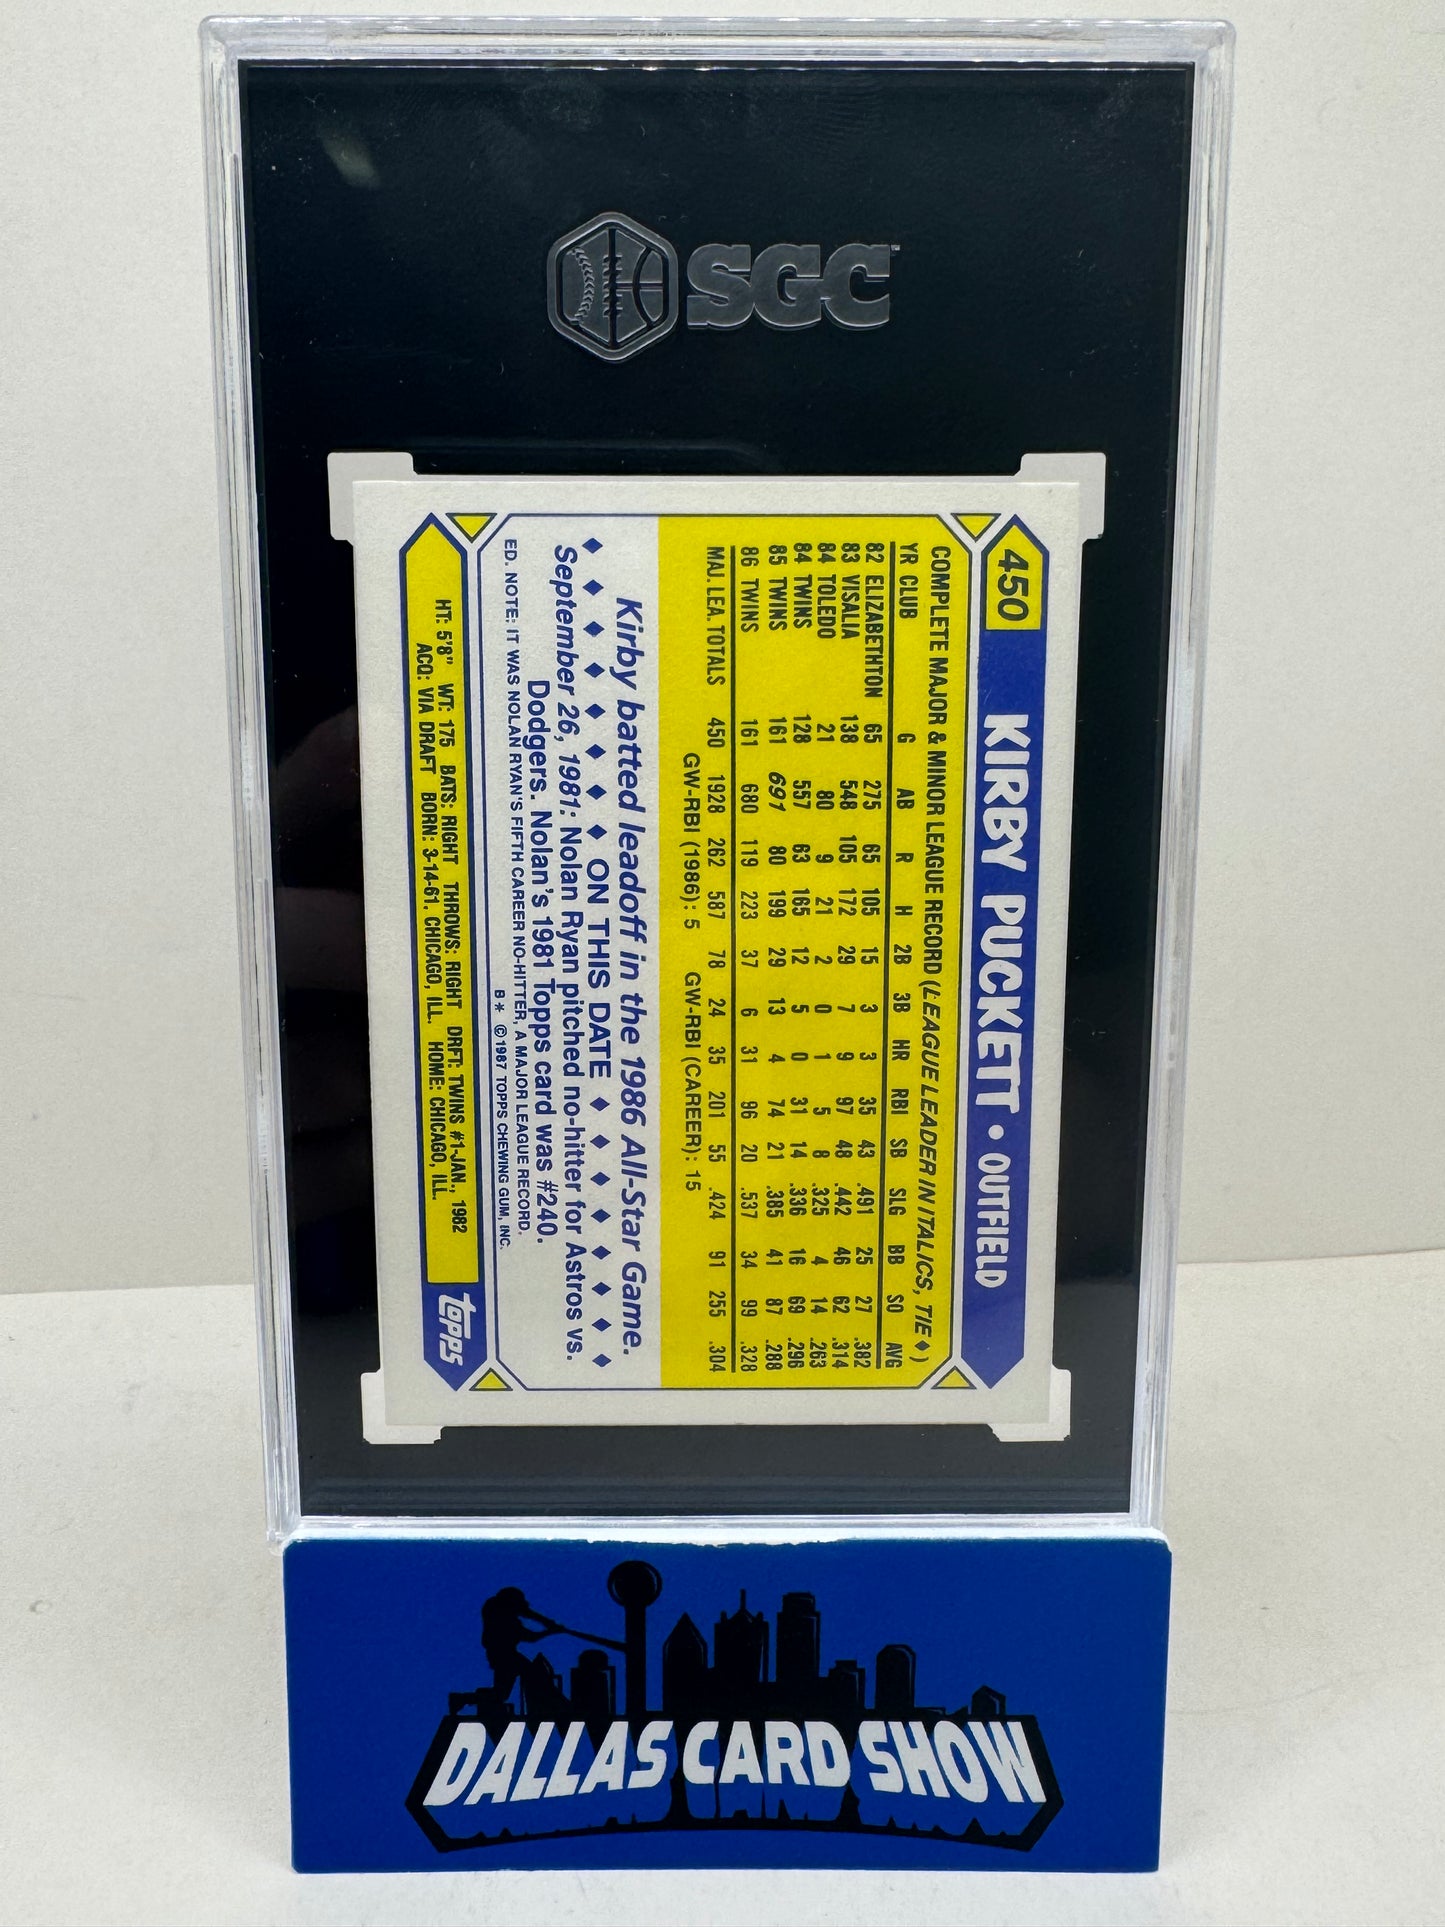 SGC
450 KIRBY PUCKETT • OUTFIELD
COMPLETE MAJOR & MINOR LEAGUE RECORD (LEAGUE LEADER IN ITALICS, TIE ♦)
YR CLUB G AB R H 2B 3B HR RBI SB SLG BB SO AVG
82 ELIZABETHTON 65 275 65 105 15 3 3 35 43 .491 25 27 .382
83 VISALIA 138 548 105 172 29 7 9 97 48 .442 46 62 .314
84 TOLEDO 21 80 9 21 2 0 1 5 8 .325 4 14 .263
84 TWINS 128 557 63 165 12 5 0 31 14 .336 16 69 .296
85 TWINS 161 691 80 199 29 13 4 74 21 .385 41 87 .288
86 TWINS 161 680 119 223 37 6 31 96 20 .537 34 99 .328
MAJ. LEA. TOTALS 450 1928 262 587 78 24 35 201 55 .424 91 255 .304
GW-RBI (1986): 5 GW-RBI (CAREER): 15
Kirby batted leadoff in the 1986 All-Star Game.
♦ ♦ ♦ ♦ ♦ ♦ ♦ ♦ ON THIS DATE ♦ ♦ ♦ ♦ ♦ ♦ ♦ ♦
September 26, 1981: Nolan Ryan pitched no-hitter for Astros vs.
Dodgers. Nolan's 1981 Topps card was #240.
ED. NOTE: IT WAS NOLAN RYAN'S FIFTH CAREER NO-HITTER, A MAJOR LEAGUE RECORD.
B* © 1987 TOPPS CHEWING GUM, INC.
HT: 5'8" WT: 175 BATS: RIGHT THROWS: RIGHT DRFT: TWINS #1-JAN., 1982
ACQ: VIA DRAFT BORN: 3-14-61, CHICAGO, ILL. HOME: CHICAGO, ILL.
topps
DALLAS CARD SHOW